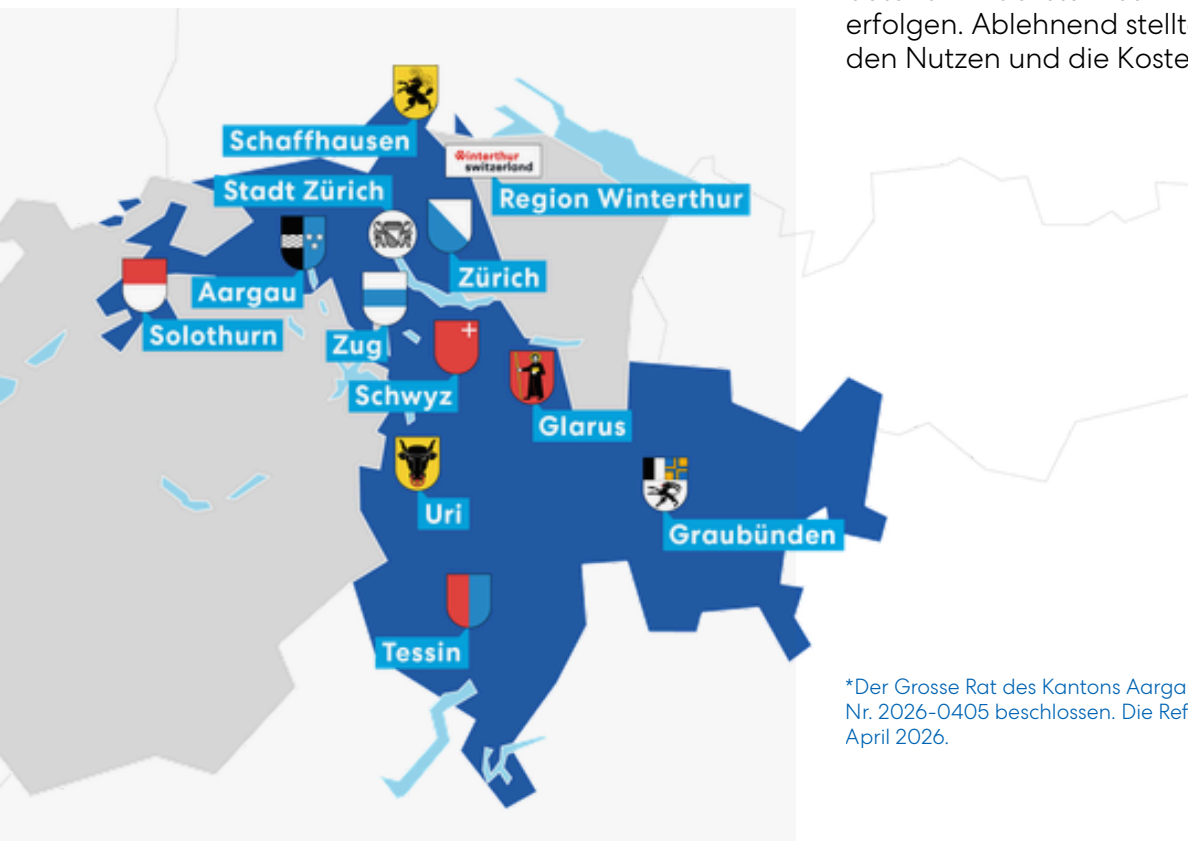 erfolgen. Ablehnend stellt
den Nutzen und die Koste
Schaffhausen
Winterthur
switzerland
Stadt Zürich
Region Winterthur
Zürich
Aargau
Solothurn
Zug
Schwyz
Glarus
Uri
Graubünden
Tessin
*Der Grosse Rat des Kantons Aarga
Nr. 2026-0405 beschlossen. Die Ref
April 2026.